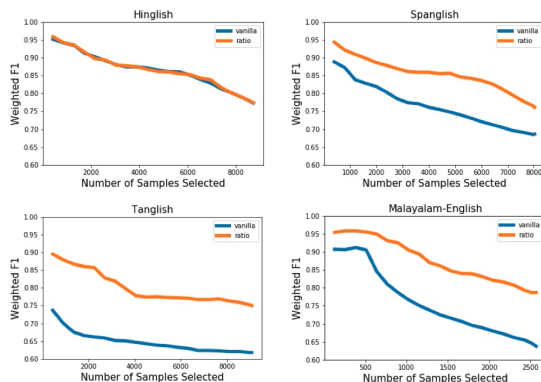 Hinglish
Weighted F1
1.00
0.95
0.90
0.85
0.80
0.75
0.70
0.65
0.60
vanilla
ratio
2000
4000
6000
8000
Number of Samples Selected
Spanglish
Weighted F1
1.00
0.95
0.90
0.85
0.80
0.75
0.70
0.65
0.60
vanilla
ratio
1000
2000
3000
4000
5000
6000
7000
8000
Number of Samples Selected
Tanglish
Weighted F1
1.00
0.95
0.90
0.85
0.80
0.75
0.70
0.65
0.60
vanilla
ratio
2000
4000
6000
8000
Number of Samples Selected
Malayalam-English
Weighted F1
1.00
0.95
0.90
0.85
0.80
0.75
0.70
0.65
0.60
vanilla
ratio
500
1000
1500
2000
2500
Number of Samples Selected